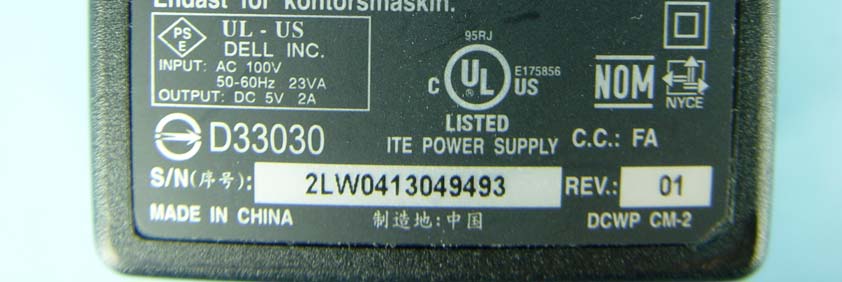 Endast för kontorsmaskin.
PS E UL - US
DELL INC.
INPUT: AC 100V
50-60Hz 23VA
OUTPUT: DC 5V 2A
95RJ
C UL US E175856
LISTED
ITE POWER SUPPLY
NOM
NYCE
D33030
C.C.: FA
S/N(序号): 2LW0413049493 REV.: 01
MADE IN CHINA 制造地:中国 DCWP CM-2